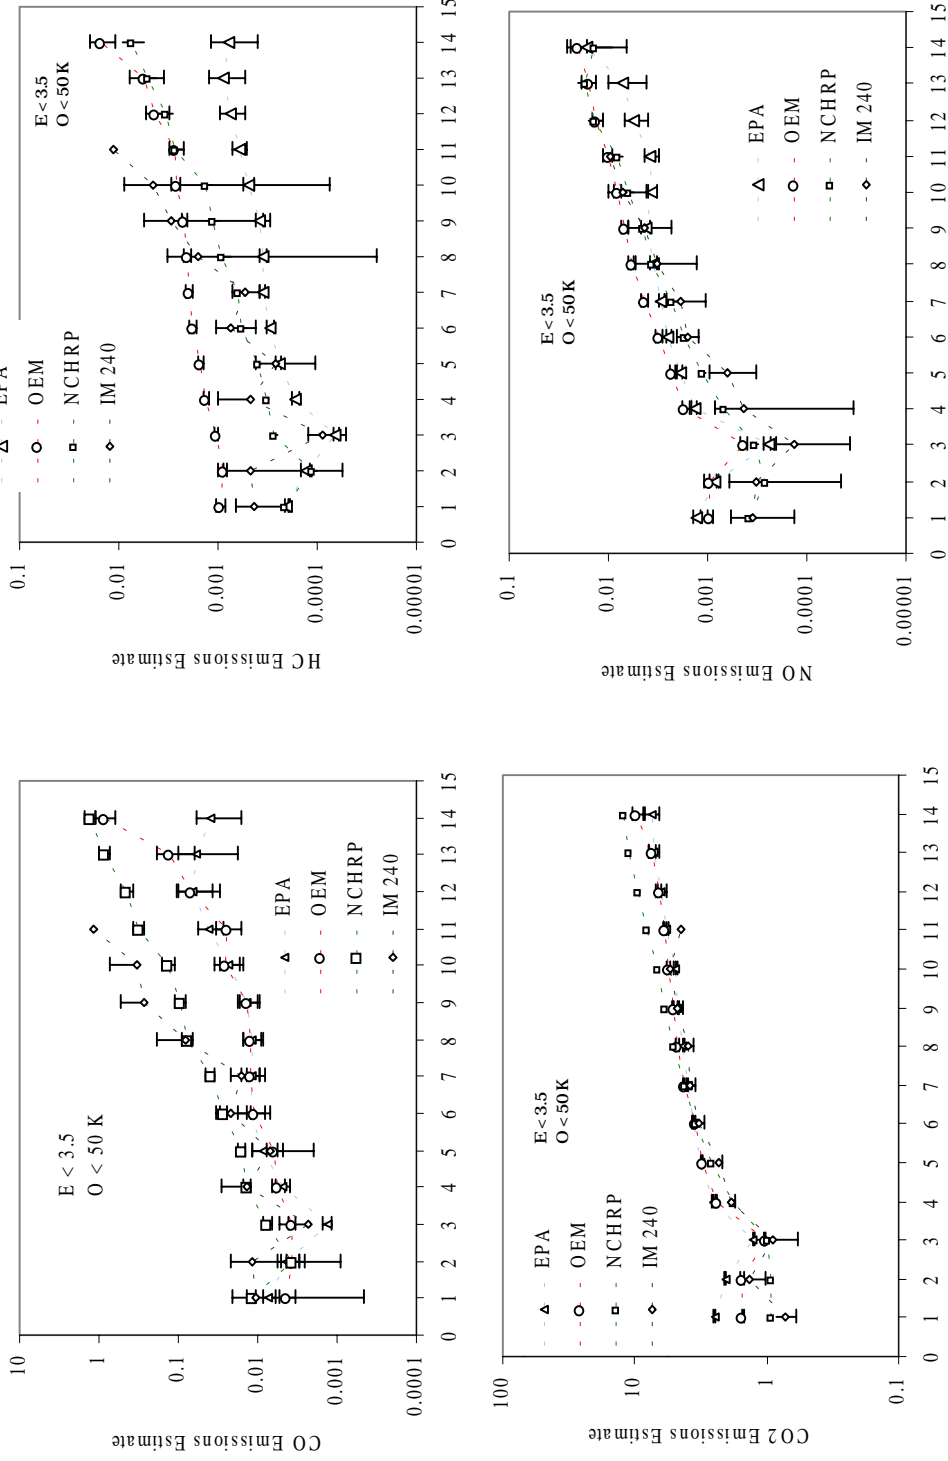 HC Emissions Estimate
0.1
0.01
0.001
0.0001
0.00001
0 1 2 3 4 5 6 7 8 9 10 11 12 13 14 15
E < 3.5
O < 50K
EPA
OEM
NCHRP
IM 240
NO Emissions Estimate
0.1
0.01
0.001
0.0001
0.00001
0 1 2 3 4 5 6 7 8 9 10 11 12 13 14 15
E < 3.5
O < 50K
EPA
OEM
NCHRP
IM 240
CO Emissions Estimate
10
1
0.1
0.01
0.001
0.0001
0 1 2 3 4 5 6 7 8 9 10 11 12 13 14 15
E < 3.5
O < 50 K
EPA
OEM
NCHRP
IM 240
CO2 Emissions Estimate
100
10
1
0.1
0 1 2 3 4 5 6 7 8 9 10 11 12 13 14 15
E < 3.5
O < 50K
EPA
OEM
NCHRP
IM 240